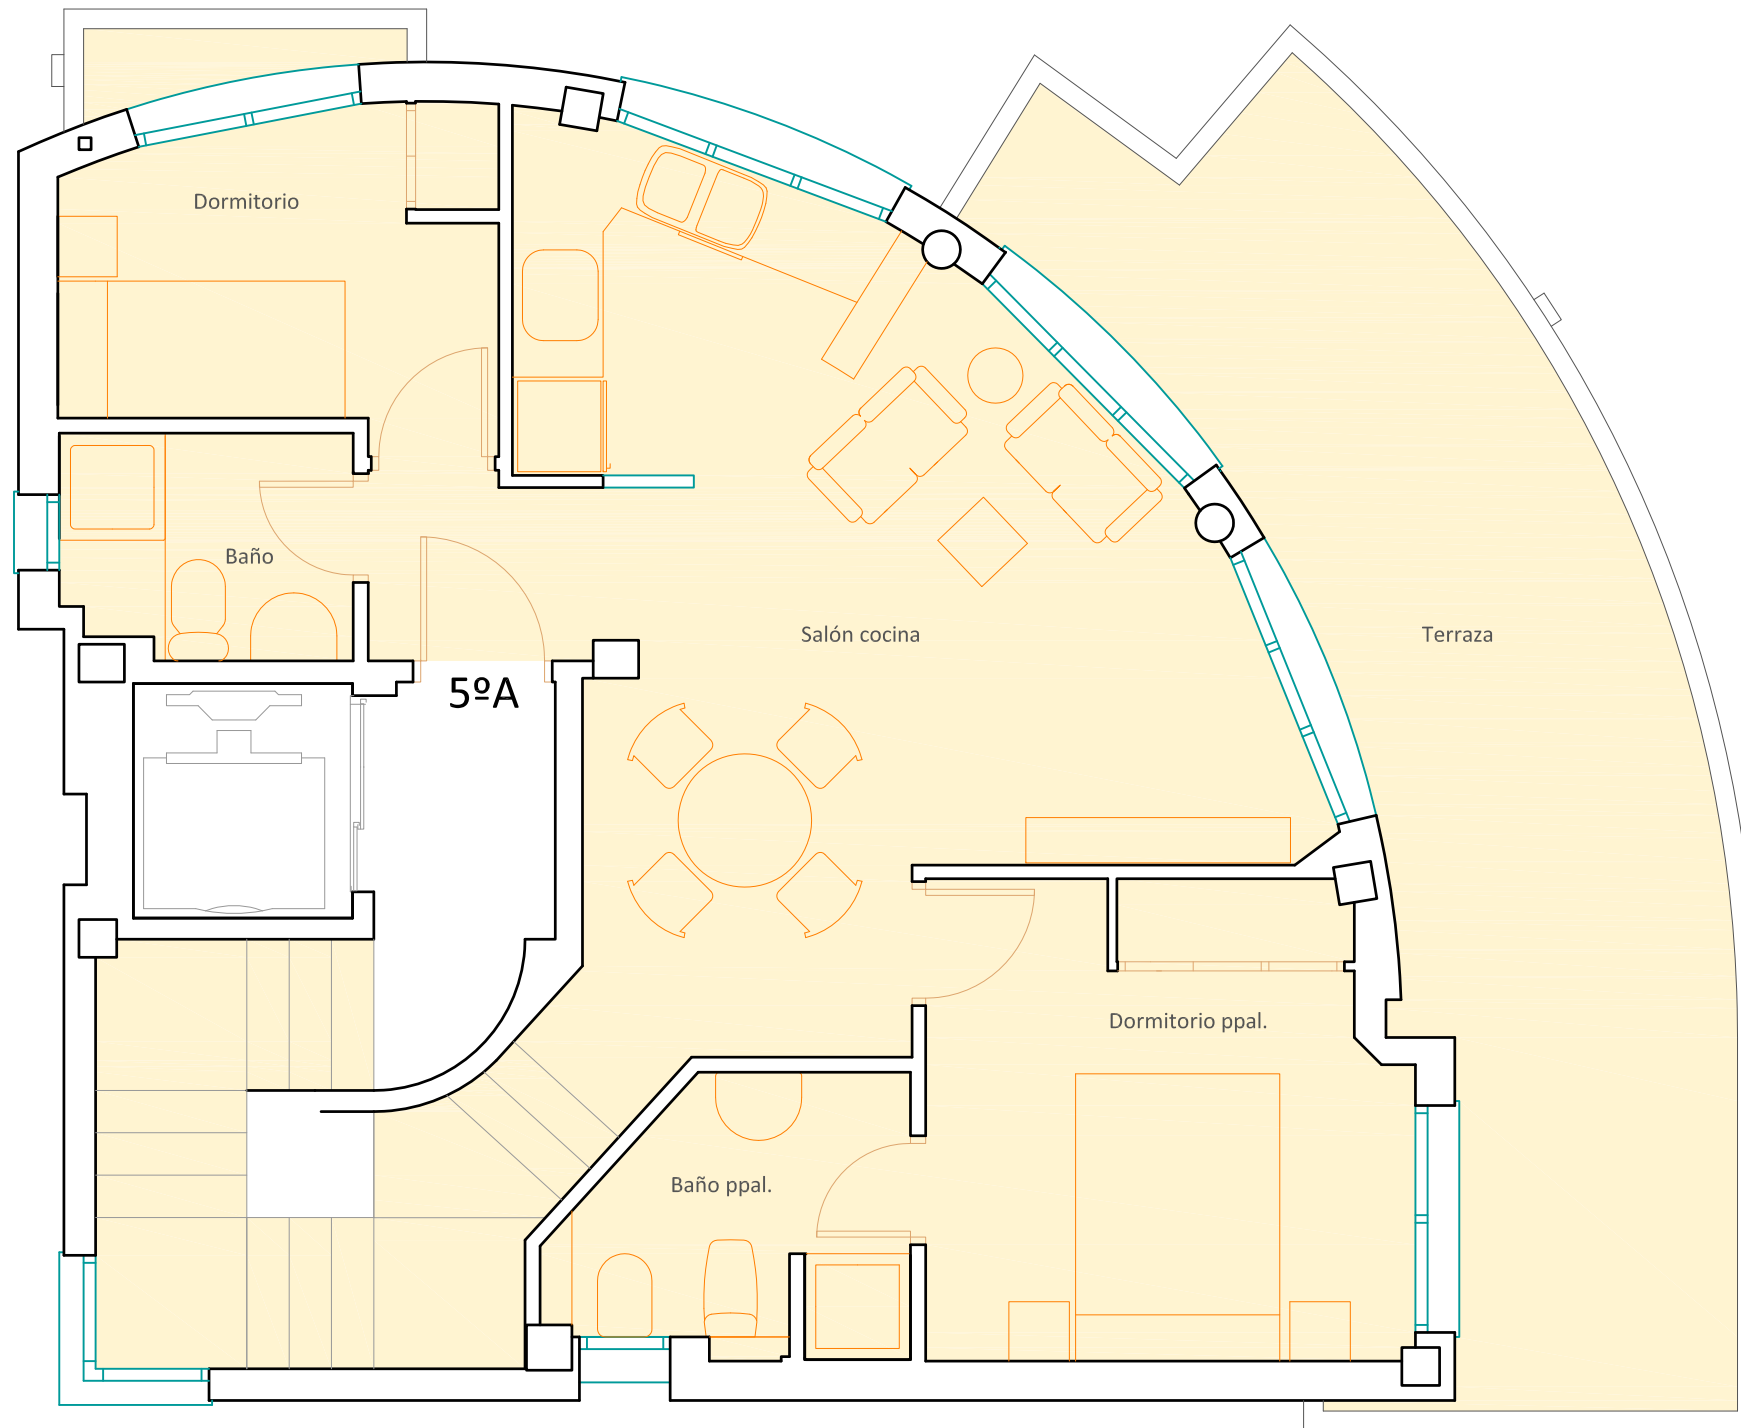 Dormitorio
Baño
Salón cocina
Terraza
5ºA
Dormitorio ppal.
Baño ppal.